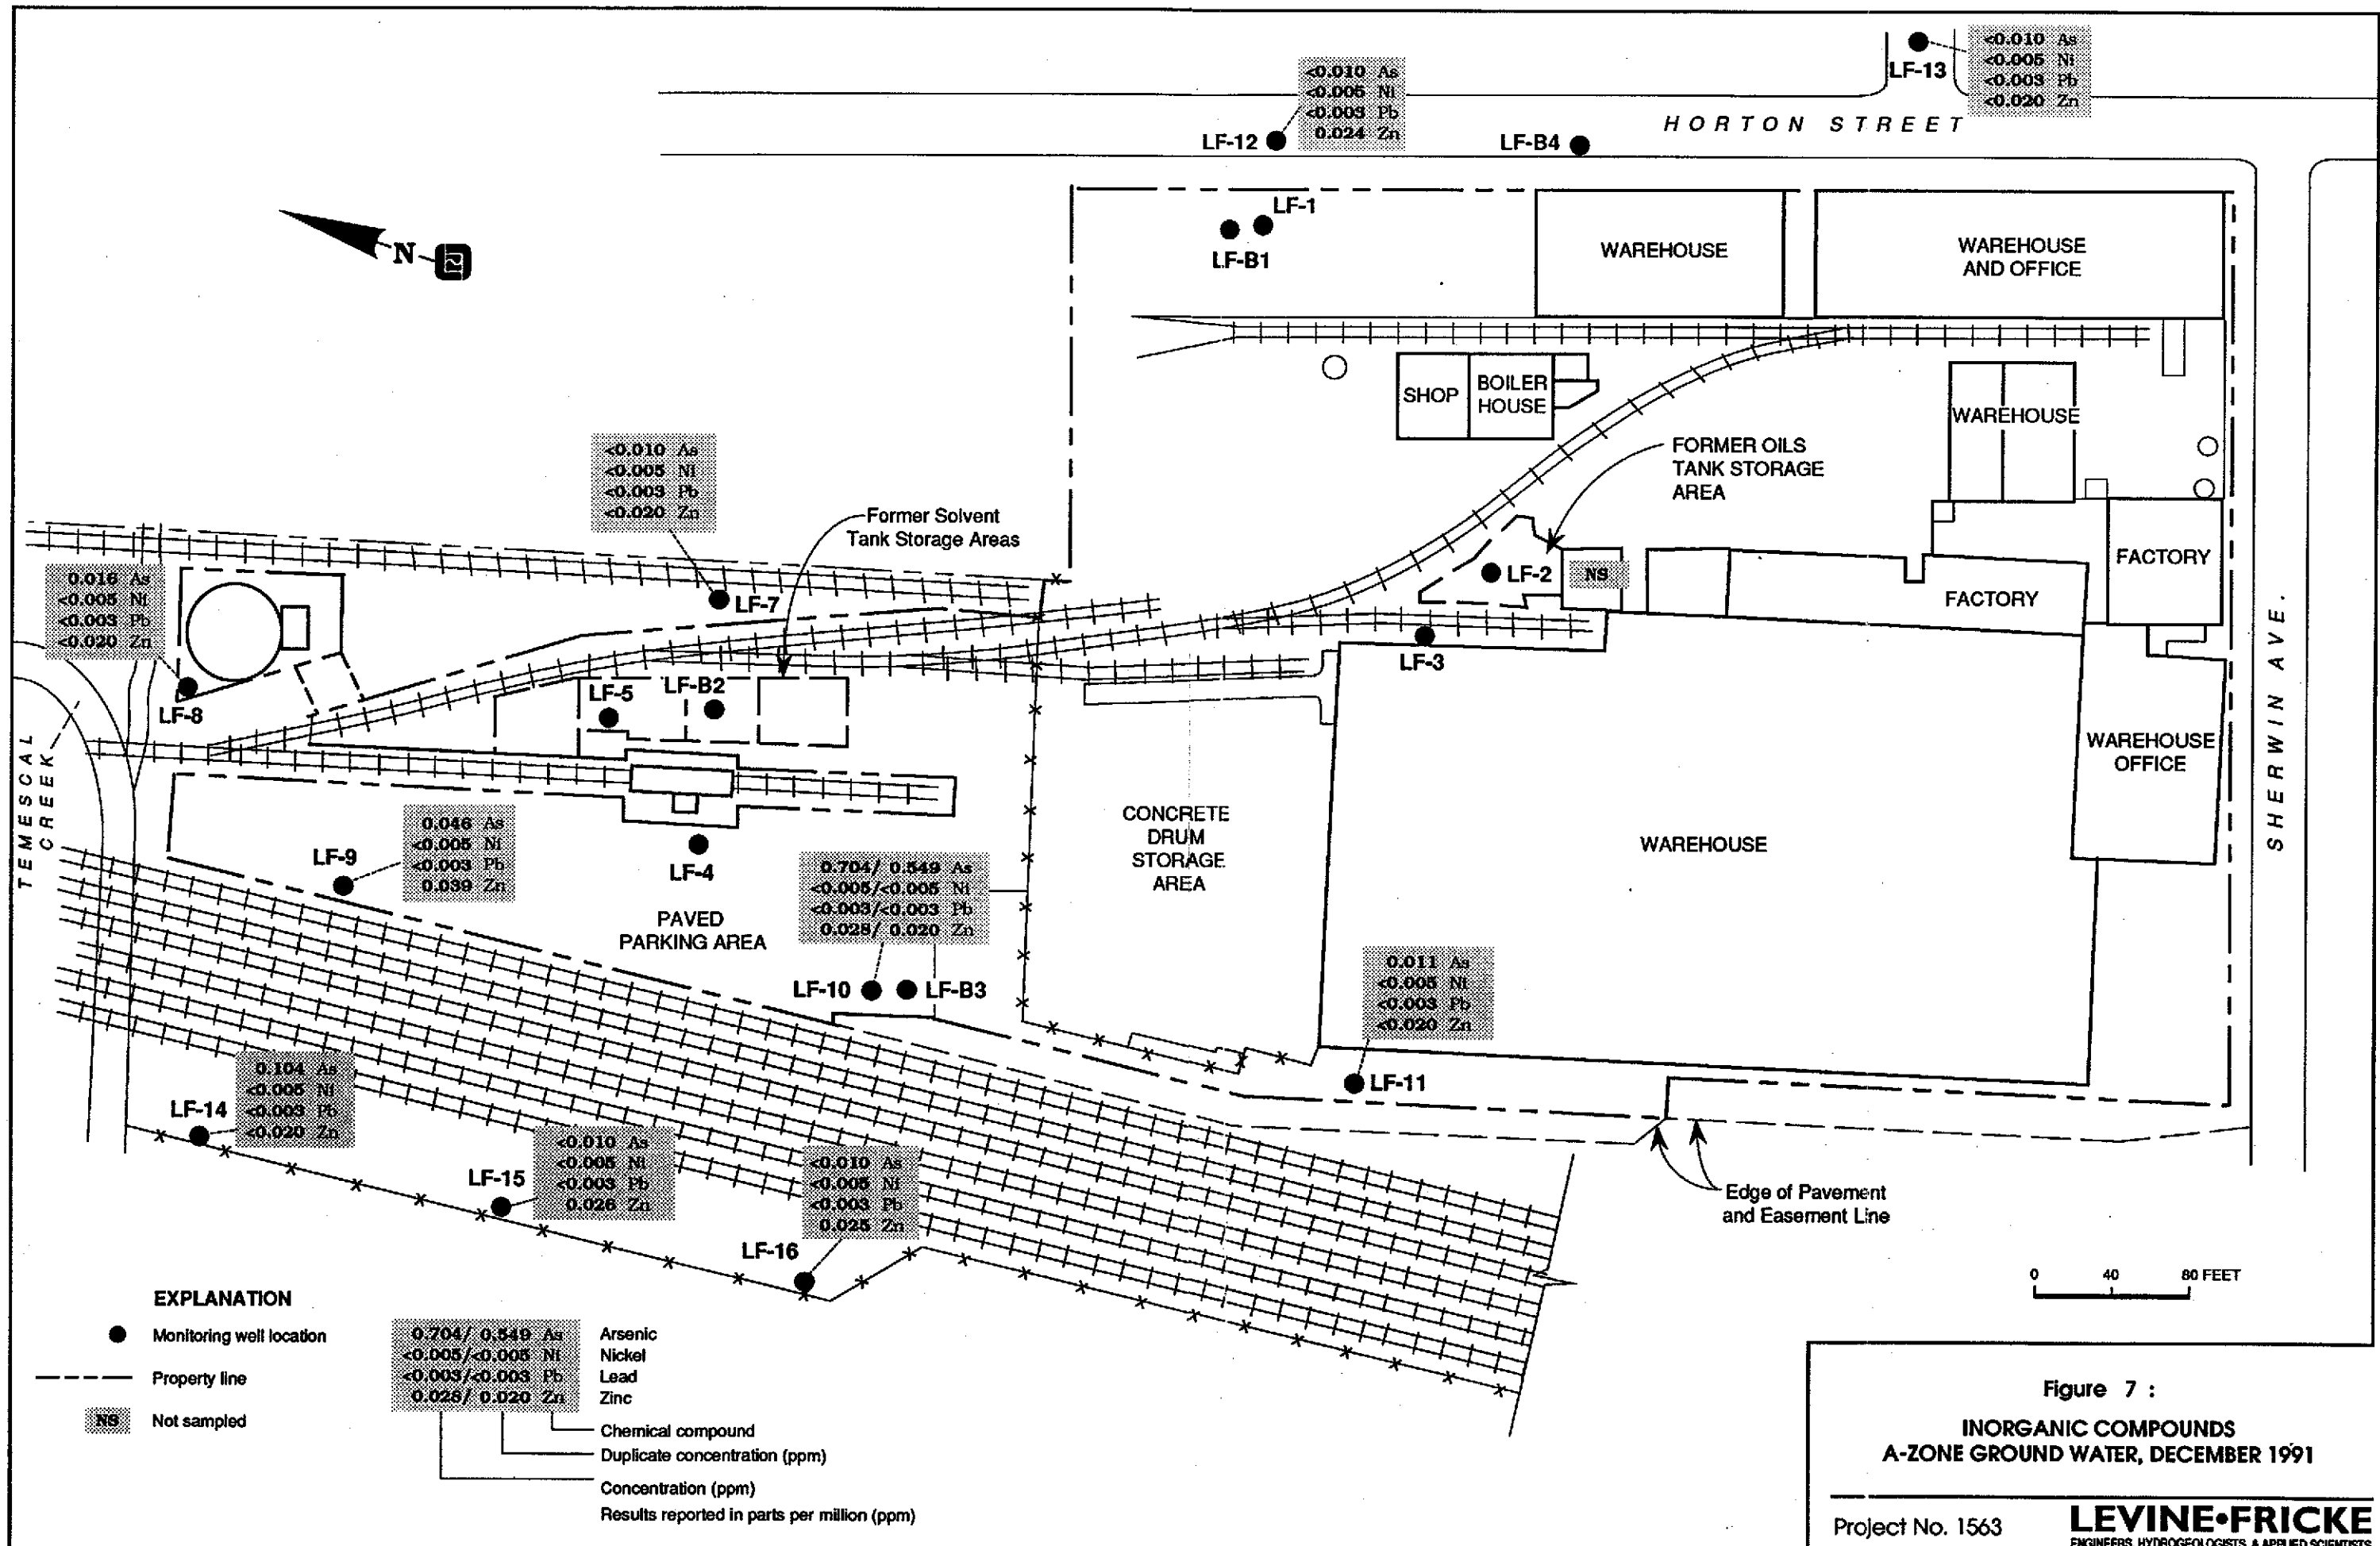 <0.010 As
<0.005 Ni
<0.003 Pb
<0.020 Zn
LF-13
<0.010 As
<0.005 Ni
<0.003 Pb
0.024 Zn
LF-12
LF-B4
HORTON STREET
LF-1
LF-B1
N
WAREHOUSE
WAREHOUSE
AND OFFICE
SHOP
BOILER
HOUSE
WAREHOUSE
FORMER OILS
TANK STORAGE
AREA
<0.010 As
<0.005 Ni
<0.003 Pb
<0.020 Zn
Former Solvent
Tank Storage Areas
LF-7
LF-2
NS
FACTORY
FACTORY
0.016 As
<0.005 Ni
<0.003 Pb
<0.020 Zn
LF-8
LF-5
LF-B2
LF-3
SHERWIN AVE.
WAREHOUSE
OFFICE
TEMESCAL
CREEK
0.046 As
<0.005 Ni
<0.003 Pb
0.039 Zn
LF-9
LF-4
CONCRETE
DRUM
STORAGE
AREA
WAREHOUSE
0.704/ 0.549 As
<0.005/<0.005 Ni
<0.003/<0.003 Pb
0.028/ 0.020 Zn
PAVED
PARKING AREA
LF-10
LF-B3
0.011 As
<0.005 Ni
<0.003 Pb
<0.020 Zn
LF-11
0.104 As
<0.005 Ni
<0.003 Pb
<0.020 Zn
LF-14
<0.010 As
<0.005 Ni
<0.003 Pb
0.026 Zn
LF-15
<0.010 As
<0.005 Ni
<0.003 Pb
0.025 Zn
LF-16
Edge of Pavement
and Easement Line
0 40 80 FEET
EXPLANATION
Monitoring well location
Property line
NS Not sampled
0.704/ 0.549 As Arsenic
<0.005/<0.005 Ni Nickel
<0.003/<0.003 Pb Lead
0.028/ 0.020 Zn Zinc
Chemical compound
Duplicate concentration (ppm)
Concentration (ppm)
Results reported in parts per million (ppm)
Figure 7 :
INORGANIC COMPOUNDS
A-ZONE GROUND WATER, DECEMBER 1991
Project No. 1563
LEVINE•FRICKE
ENGINEERS, HYDROGEOLOGISTS, & APPLIED SCIENTISTS